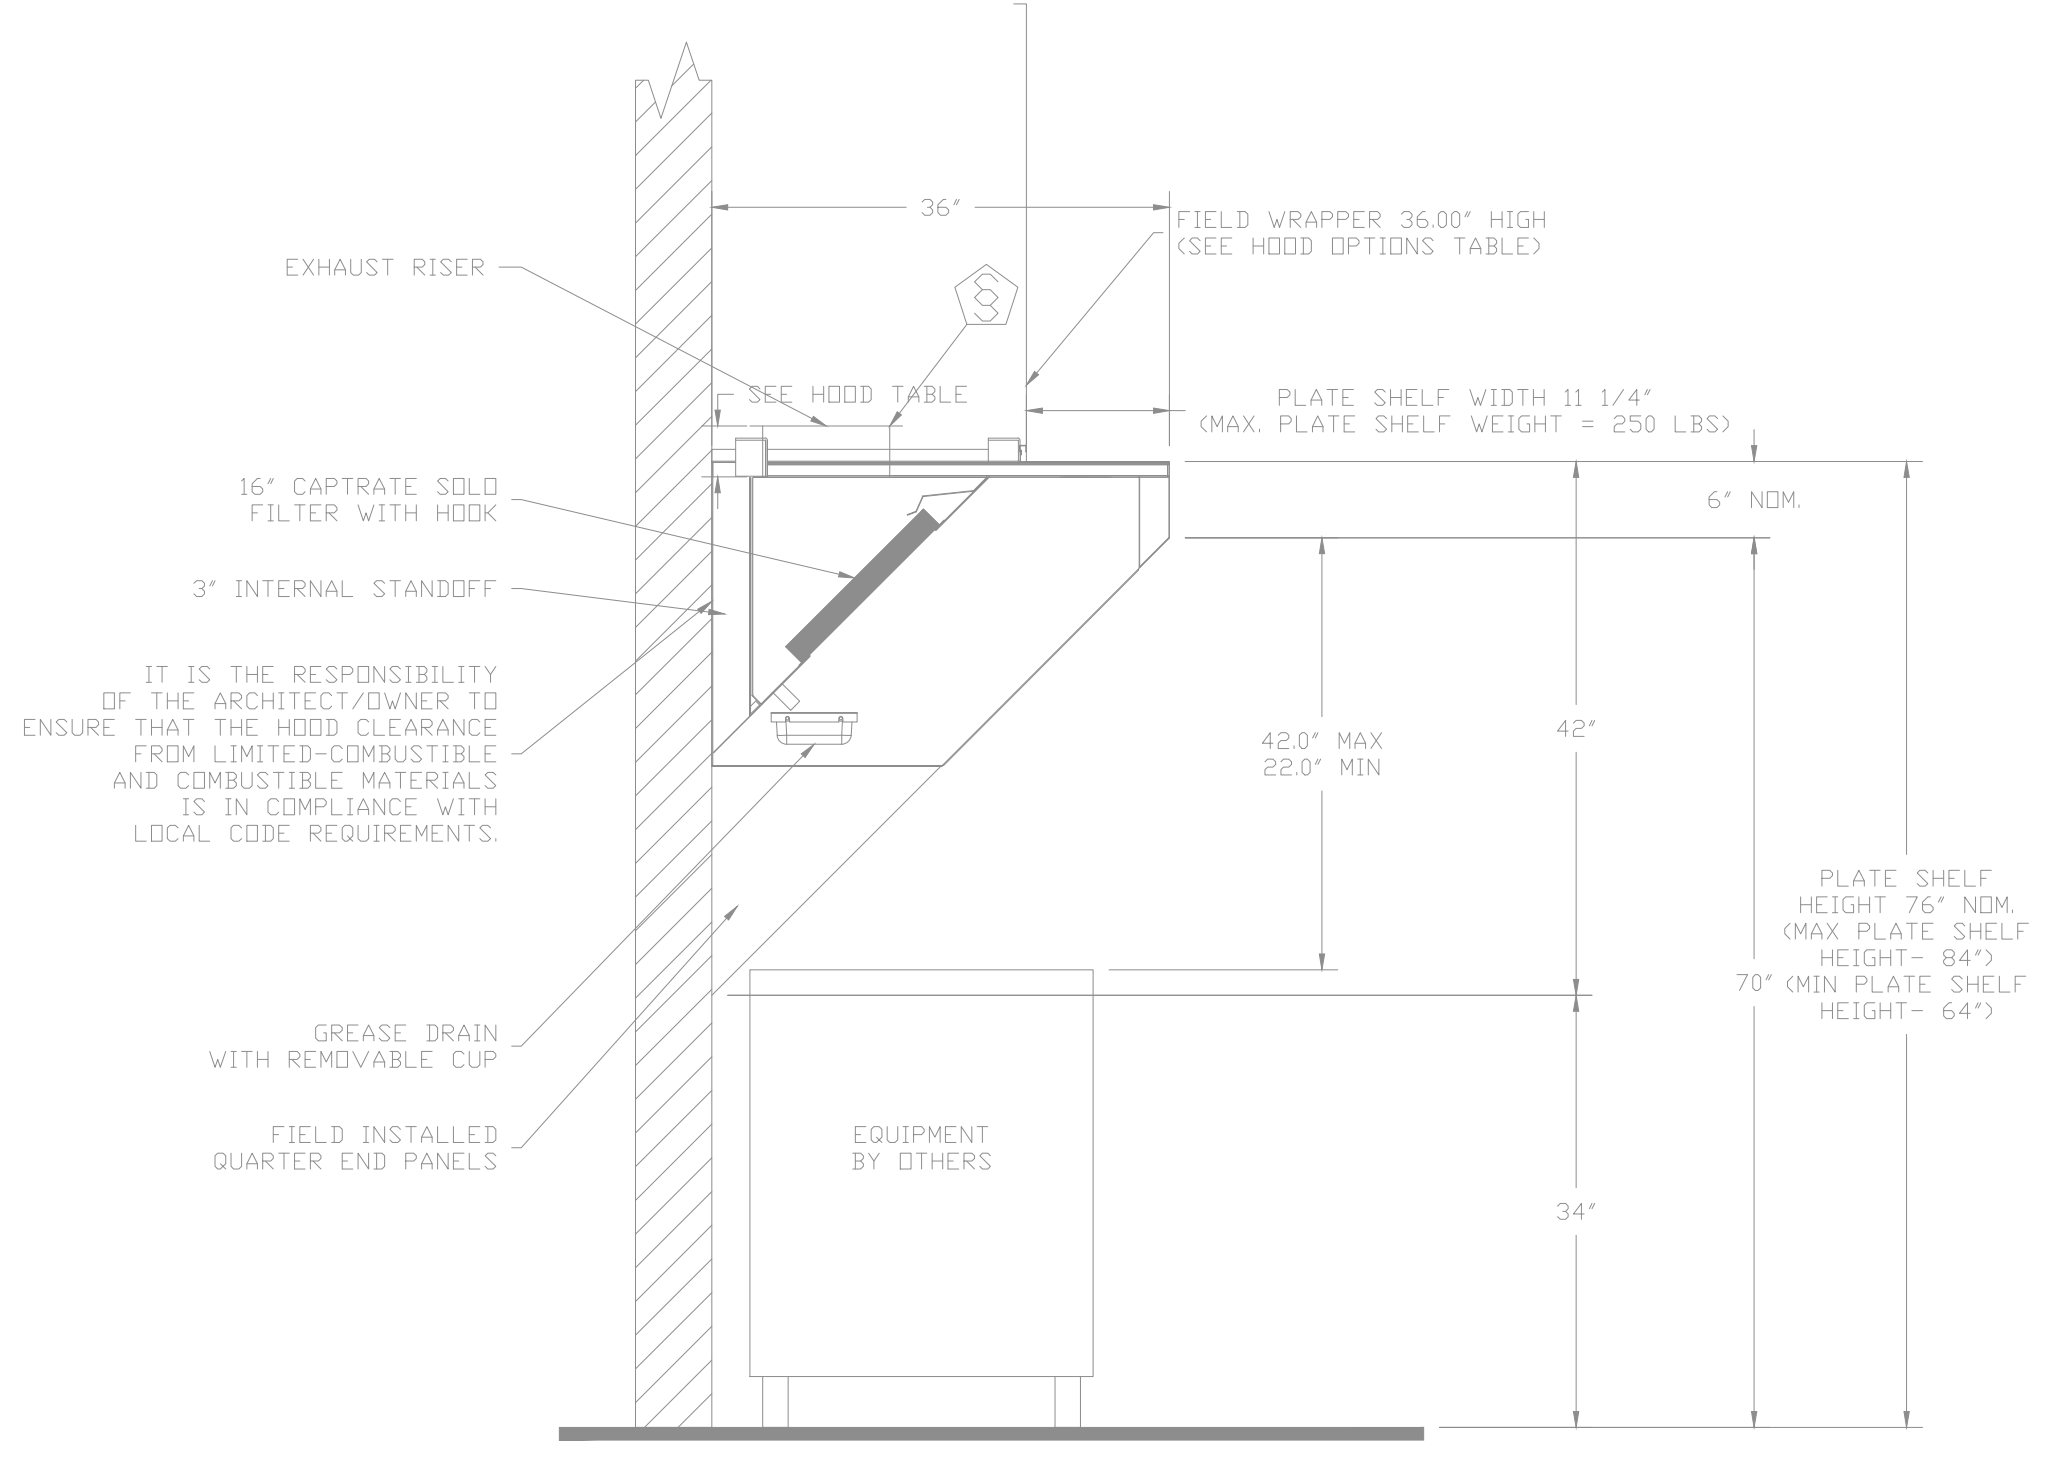 36"
FIELD WRAPPER 36.00" HIGH
(SEE HOOD OPTIONS TABLE)
EXHAUST RISER
SEE HOOD TABLE
PLATE SHELF WIDTH 11 1/4"
(MAX. PLATE SHELF WEIGHT = 250 LBS)
16" CAPTRATE SOLO
FILTER WITH HOOK
6" NOM.
3" INTERNAL STANDOFF
IT IS THE RESPONSIBILITY
OF THE ARCHITECT/OWNER TO
ENSURE THAT THE HOOD CLEARANCE
FROM LIMITED-COMBUSTIBLE
AND COMBUSTIBLE MATERIALS
IS IN COMPLIANCE WITH
LOCAL CODE REQUIREMENTS.
42.0" MAX
22.0" MIN
42"
PLATE SHELF
HEIGHT 76" NOM.
(MAX PLATE SHELF
HEIGHT- 84")
(MIN PLATE SHELF
HEIGHT- 64")
70"
GREASE DRAIN
WITH REMOVABLE CUP
FIELD INSTALLED
QUARTER END PANELS
EQUIPMENT
BY OTHERS
34"